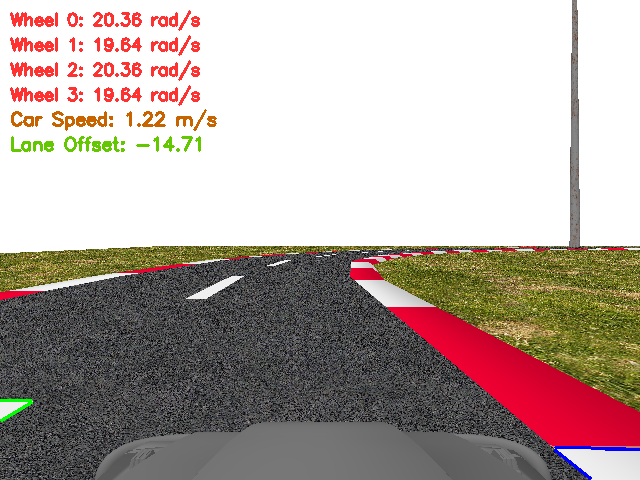 Wheel 0: 20.36 rad/s
Wheel 1: 19.64 rad/s
Wheel 2: 20.36 rad/s
Wheel 3: 19.64 rad/s
Car Speed: 1.22 m/s
Lane Offset: -14.71